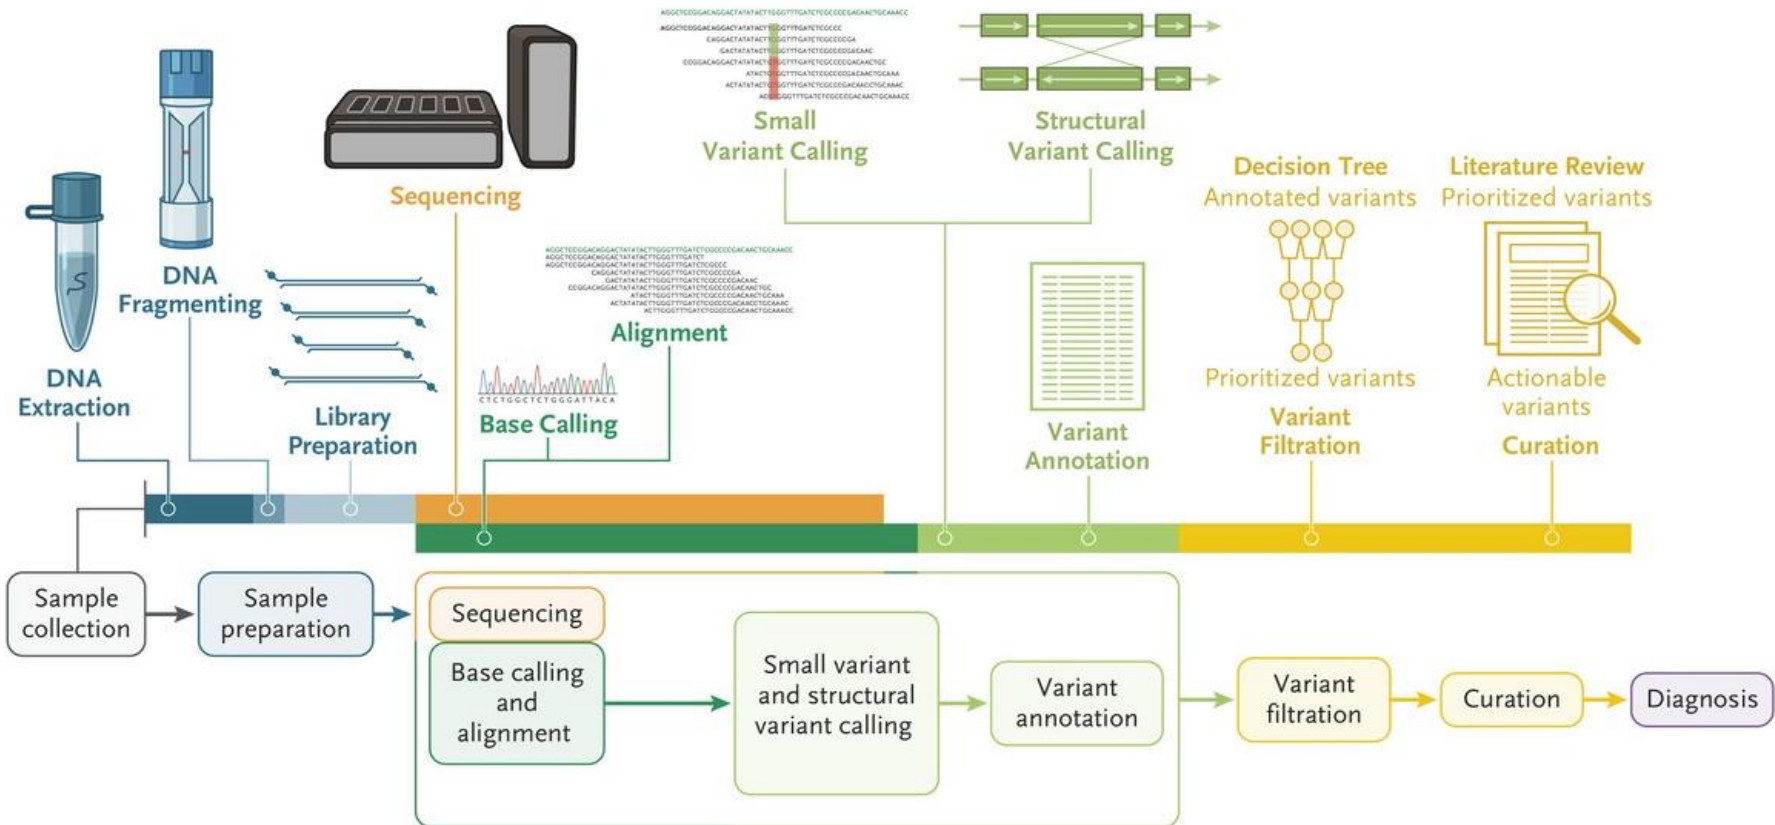 AGGCTCCGGACAGGACTATATACTTGGGTTTGATCTCGCCCCGACAACTGCAAACC
Small
Variant Calling
Structural
Variant Calling
Sequencing
Decision Tree
Annotated variants
Literature Review
Prioritized variants
DNA
Fragmenting
Alignment
DNA
Extraction
Library
Preparation
CTCTGGCTCTGGGATTACA
Base Calling
Prioritized variants
Variant
Filtration
Actionable
variants
Curation
Variant
Annotation
Sample
collection
Sample
preparation
Sequencing
Base calling
and
alignment
Small variant
and structural
variant calling
Variant
annotation
Variant
filtration
Curation
Diagnosis